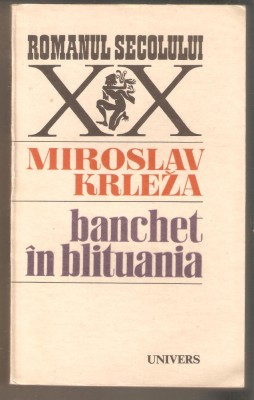 ROMANUL SECOLULUI
XX
MIROSLAV
KRLEŽA
banchet
în blituania
UNIVERS